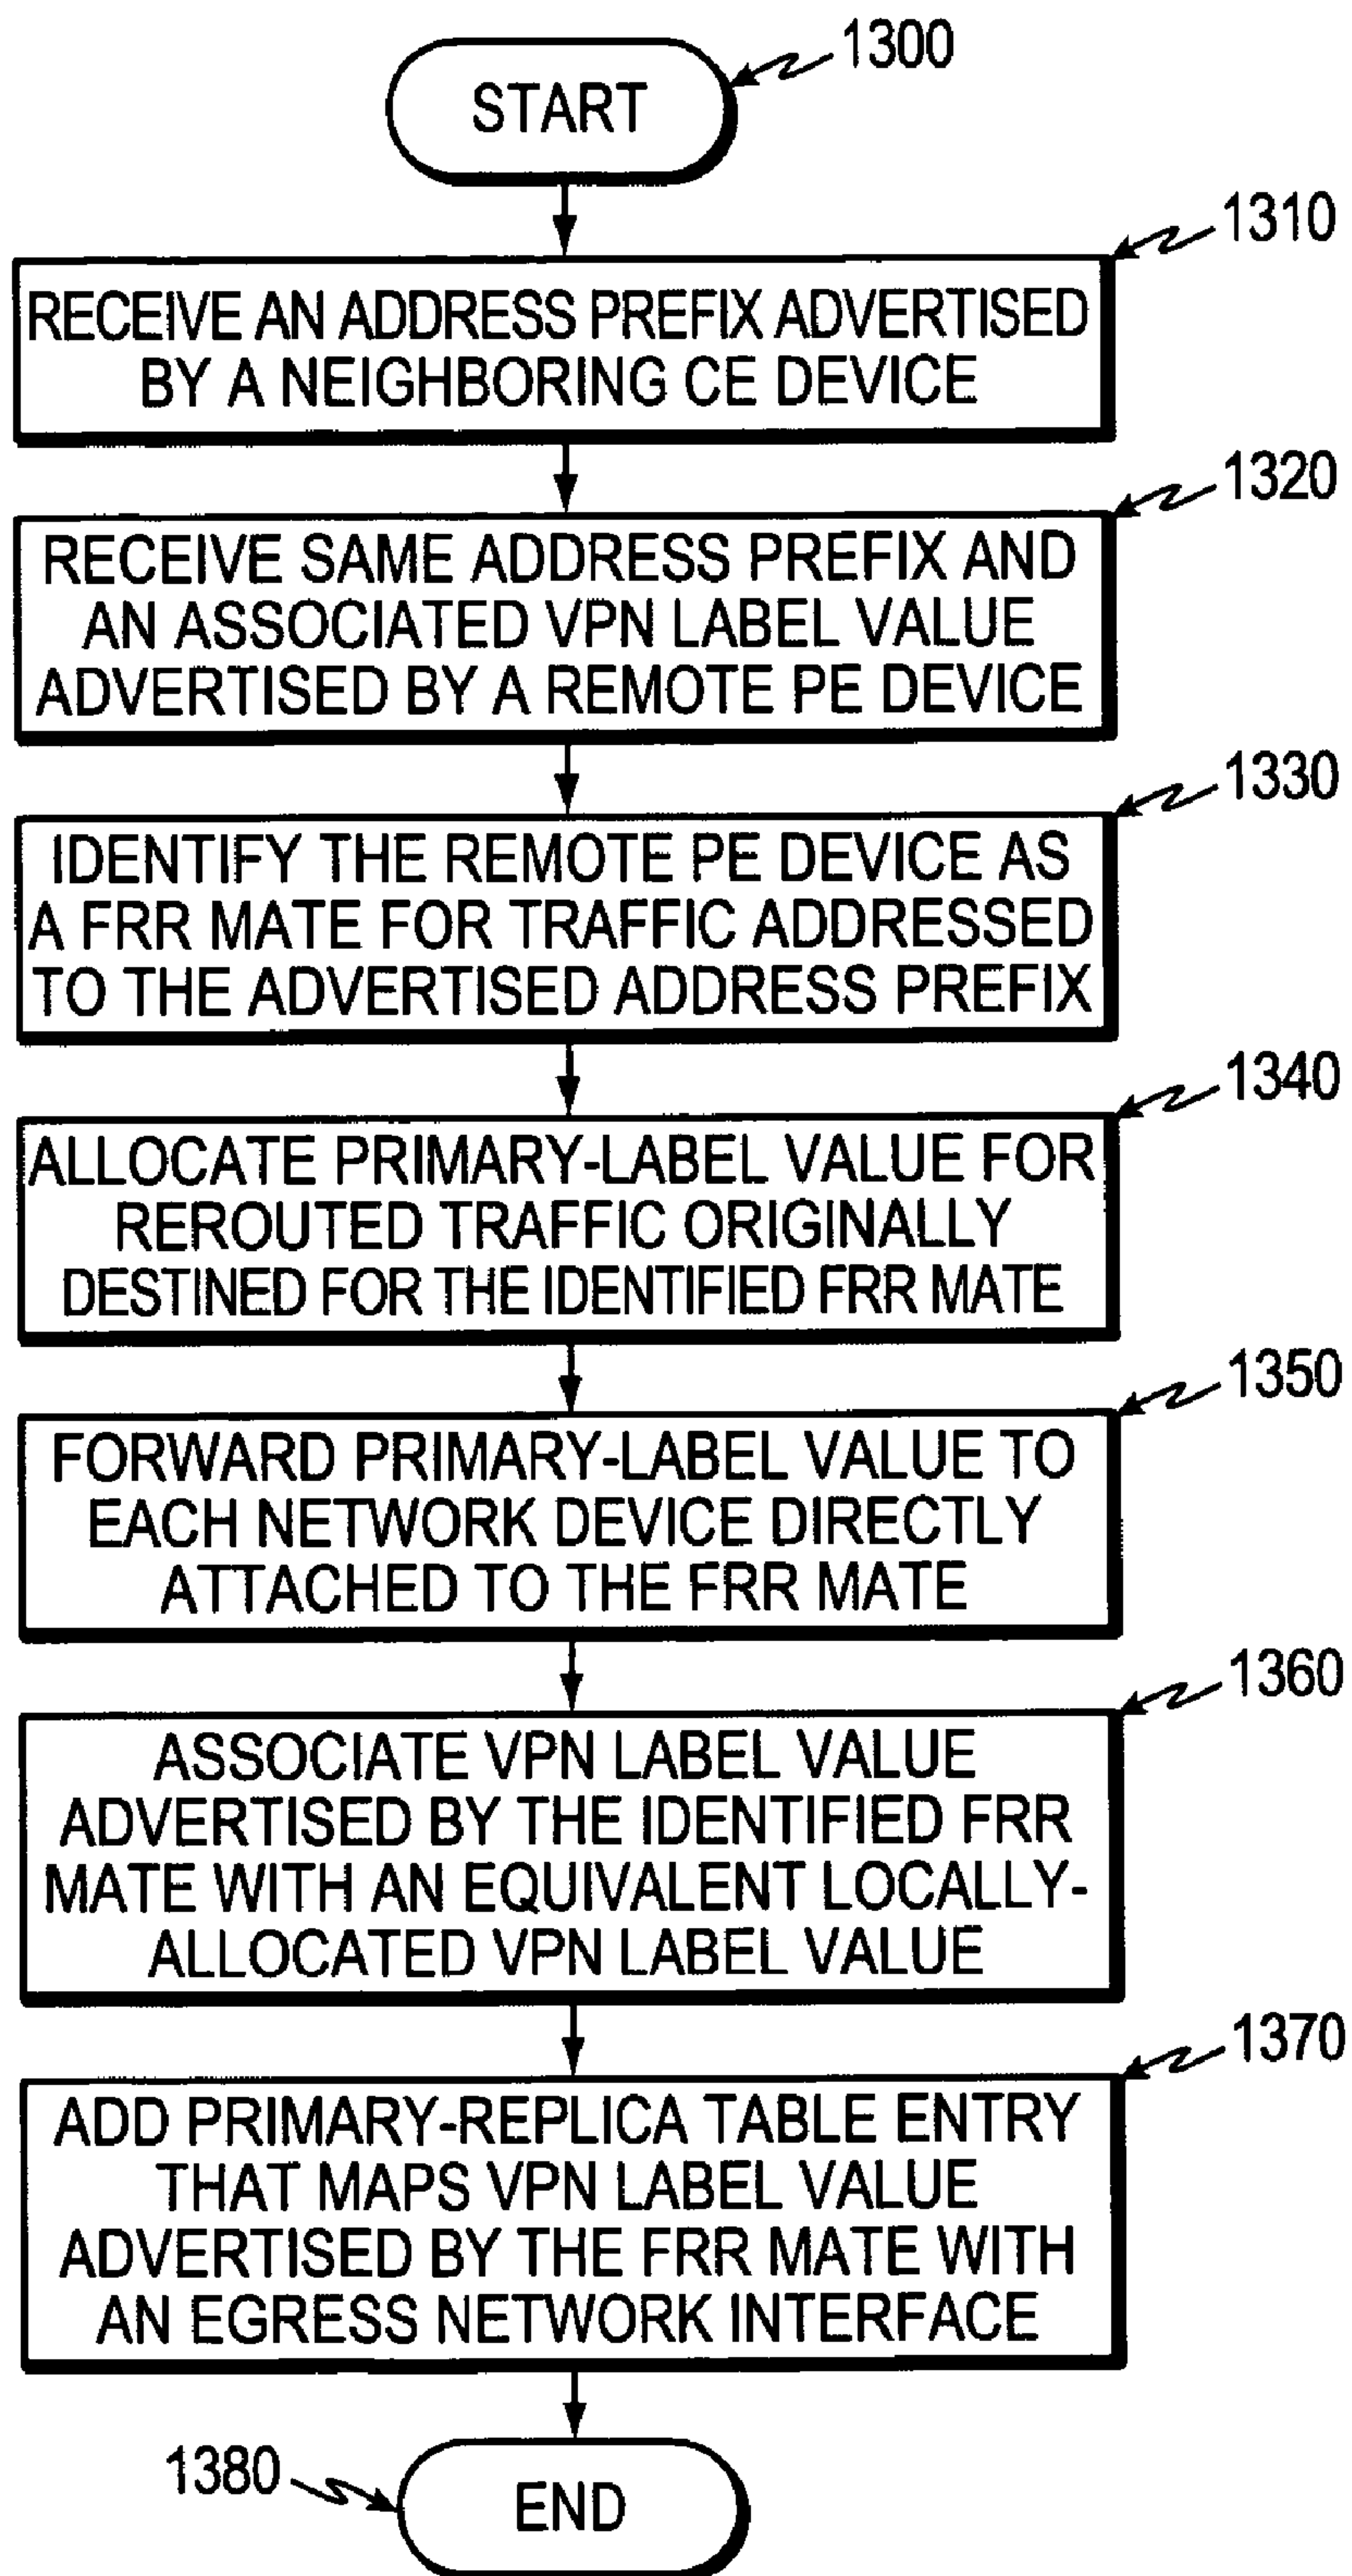 START
1300
1310
RECEIVE AN ADDRESS PREFIX ADVERTISED
BY A NEIGHBORING CE DEVICE
1320
RECEIVE SAME ADDRESS PREFIX AND
AN ASSOCIATED VPN LABEL VALUE
ADVERTISED BY A REMOTE PE DEVICE
1330
IDENTIFY THE REMOTE PE DEVICE AS
A FRR MATE FOR TRAFFIC ADDRESSED
TO THE ADVERTISED ADDRESS PREFIX
1340
ALLOCATE PRIMARY-LABEL VALUE FOR
REROUTED TRAFFIC ORIGINALLY
DESTINED FOR THE IDENTIFIED FRR MATE
1350
FORWARD PRIMARY-LABEL VALUE TO
EACH NETWORK DEVICE DIRECTLY
ATTACHED TO THE FRR MATE
1360
ASSOCIATE VPN LABEL VALUE
ADVERTISED BY THE IDENTIFIED FRR
MATE WITH AN EQUIVALENT LOCALLY-
ALLOCATED VPN LABEL VALUE
1370
ADD PRIMARY-REPLICA TABLE ENTRY
THAT MAPS VPN LABEL VALUE
ADVERTISED BY THE FRR MATE WITH
AN EGRESS NETWORK INTERFACE
1380
END